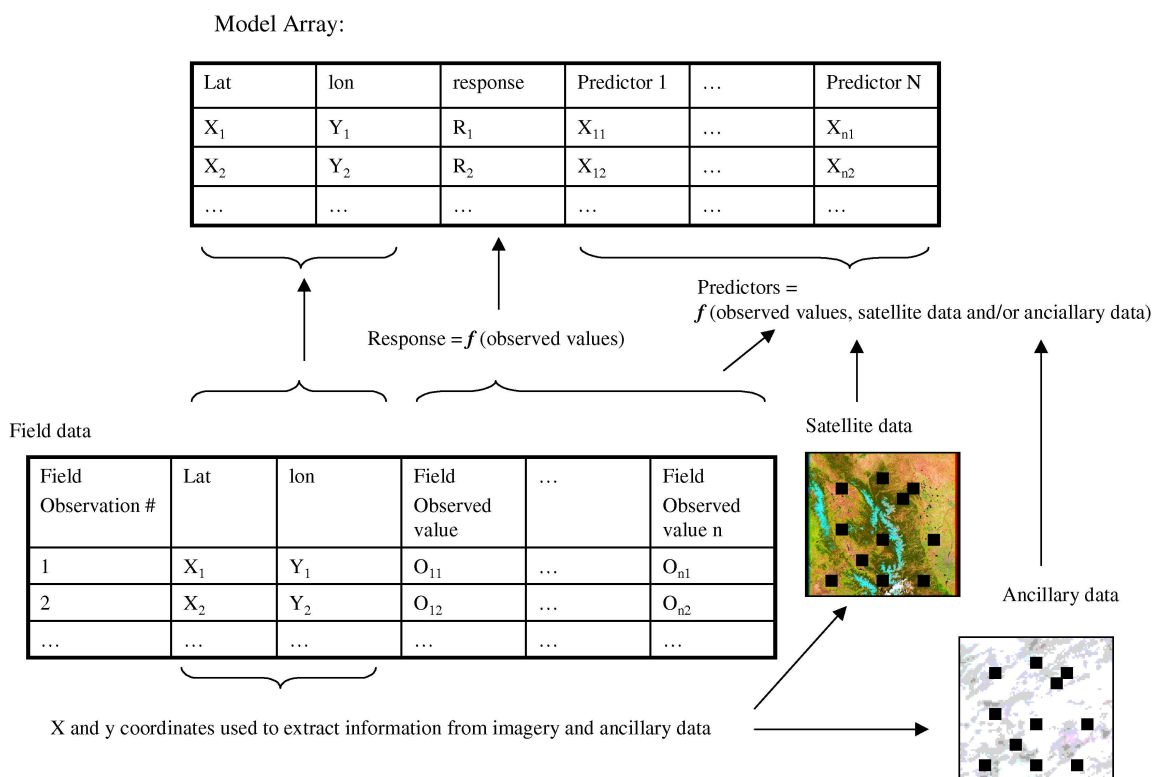 Model Array:
Lat lon response Predictor 1 … Predictor N
X1 Y1 R1 X11 … Xn1
X2 Y2 R2 X12 … Xn2
… … … … … …
Predictors =
f (observed values, satellite data and/or anciallary data)
Response = f (observed values)
Field data
Satellite data
Field Lat lon Field … Field
Observation # Observed Observed
value value n
1 X1 Y1 O11 … On1
2 X2 Y2 O12 … On2
… … … … … …
Ancillary data
X and y coordinates used to extract information from imagery and ancillary data